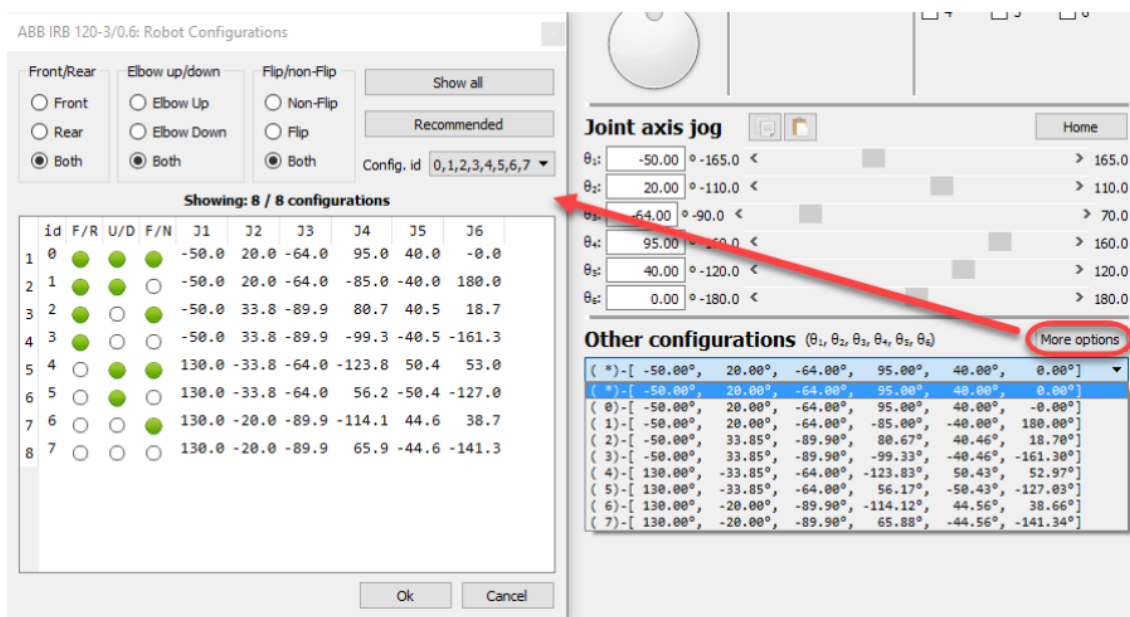 ABB IRB 120-3/0.6: Robot Configurations
Front/Rear Elbow up/down Flip/non-Flip
Show all
Front Elbow Up Non-Flip
Rear Elbow Down Flip
Recommended
Both Both Both
Config. id 0,1,2,3,4,5,6,7
Showing: 8 / 8 configurations
id F/R U/D F/N J1 J2 J3 J4 J5 J6
1 0 -50.0 20.0 -64.0 95.0 40.0 -0.0
2 1 -50.0 20.0 -64.0 -85.0 -40.0 180.0
3 2 -50.0 33.8 -89.9 80.7 40.5 18.7
4 3 -50.0 33.8 -89.9 -99.3 -40.5 -161.3
5 4 130.0 -33.8 -64.0 -123.8 50.4 53.0
6 5 130.0 -33.8 -64.0 56.2 -50.4 -127.0
7 6 130.0 -20.0 -89.9 -114.1 44.6 38.7
8 7 130.0 -20.0 -89.9 65.9 -44.6 -141.3
Ok Cancel
Joint axis jog
Home
θ₁: -50.00 º -165.0 < > 165.0
θ₂: 20.00 º -110.0 < > 110.0
-64.00 º -90.0 < > 70.0
θ₄: 95.00 < > 160.0
θ₅: 40.00 º -120.0 < > 120.0
θ₆: 0.00 º -180.0 < > 180.0
Other configurations (θ₁, θ₂, θ₃, θ₄, θ₅, θ₆) More options
( *)-[ -50.00°, 20.00°, -64.00°, 95.00°, 40.00°, 0.00°]
( *)-[ -50.00°, 20.00°, -64.00°, 95.00°, 40.00°, 0.00°]
( 0)-[ -50.00°, 20.00°, -64.00°, 95.00°, 40.00°, -0.00°]
( 1)-[ -50.00°, 20.00°, -64.00°, -85.00°, -40.00°, 180.00°]
( 2)-[ -50.00°, 33.85°, -89.90°, 80.67°, 40.46°, 18.70°]
( 3)-[ -50.00°, 33.85°, -89.90°, -99.33°, -40.46°, -161.30°]
( 4)-[ 130.00°, -33.85°, -64.00°, -123.83°, 50.43°, 52.97°]
( 5)-[ 130.00°, -33.85°, -64.00°, 56.17°, -50.43°, -127.03°]
( 6)-[ 130.00°, -20.00°, -89.90°, -114.12°, 44.56°, 38.66°]
( 7)-[ 130.00°, -20.00°, -89.90°, 65.88°, -44.56°, -141.34°]